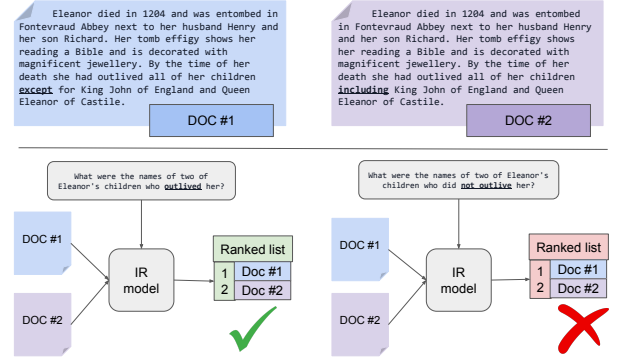 Eleanor died in 1204 and was entombed in
Fontevraud Abbey next to her husband Henry and
her son Richard. Her tomb effigy shows her
reading a Bible and is decorated with
magnificent jewellery. By the time of her
death she had outlived all of her children
except for King John of England and Queen
Eleanor of Castile.
DOC #1
Eleanor died in 1204 and was entombed in
Fontevraud Abbey next to her husband Henry
and her son Richard. Her tomb effigy shows
her reading a Bible and is decorated with
magnificent jewellery. By the time of her
death she had outlived all of her children
including King John of England and Queen
Eleanor of Castile.
DOC #2
What were the names of two of
Eleanor's children who outlived her?
DOC #1
DOC #2
IR
model
Ranked list
1 Doc #1
2 Doc #2
What were the names of two of Eleanor's
children who did not outlive her?
DOC #1
DOC #2
IR
model
Ranked list
1 Doc #1
2 Doc #2